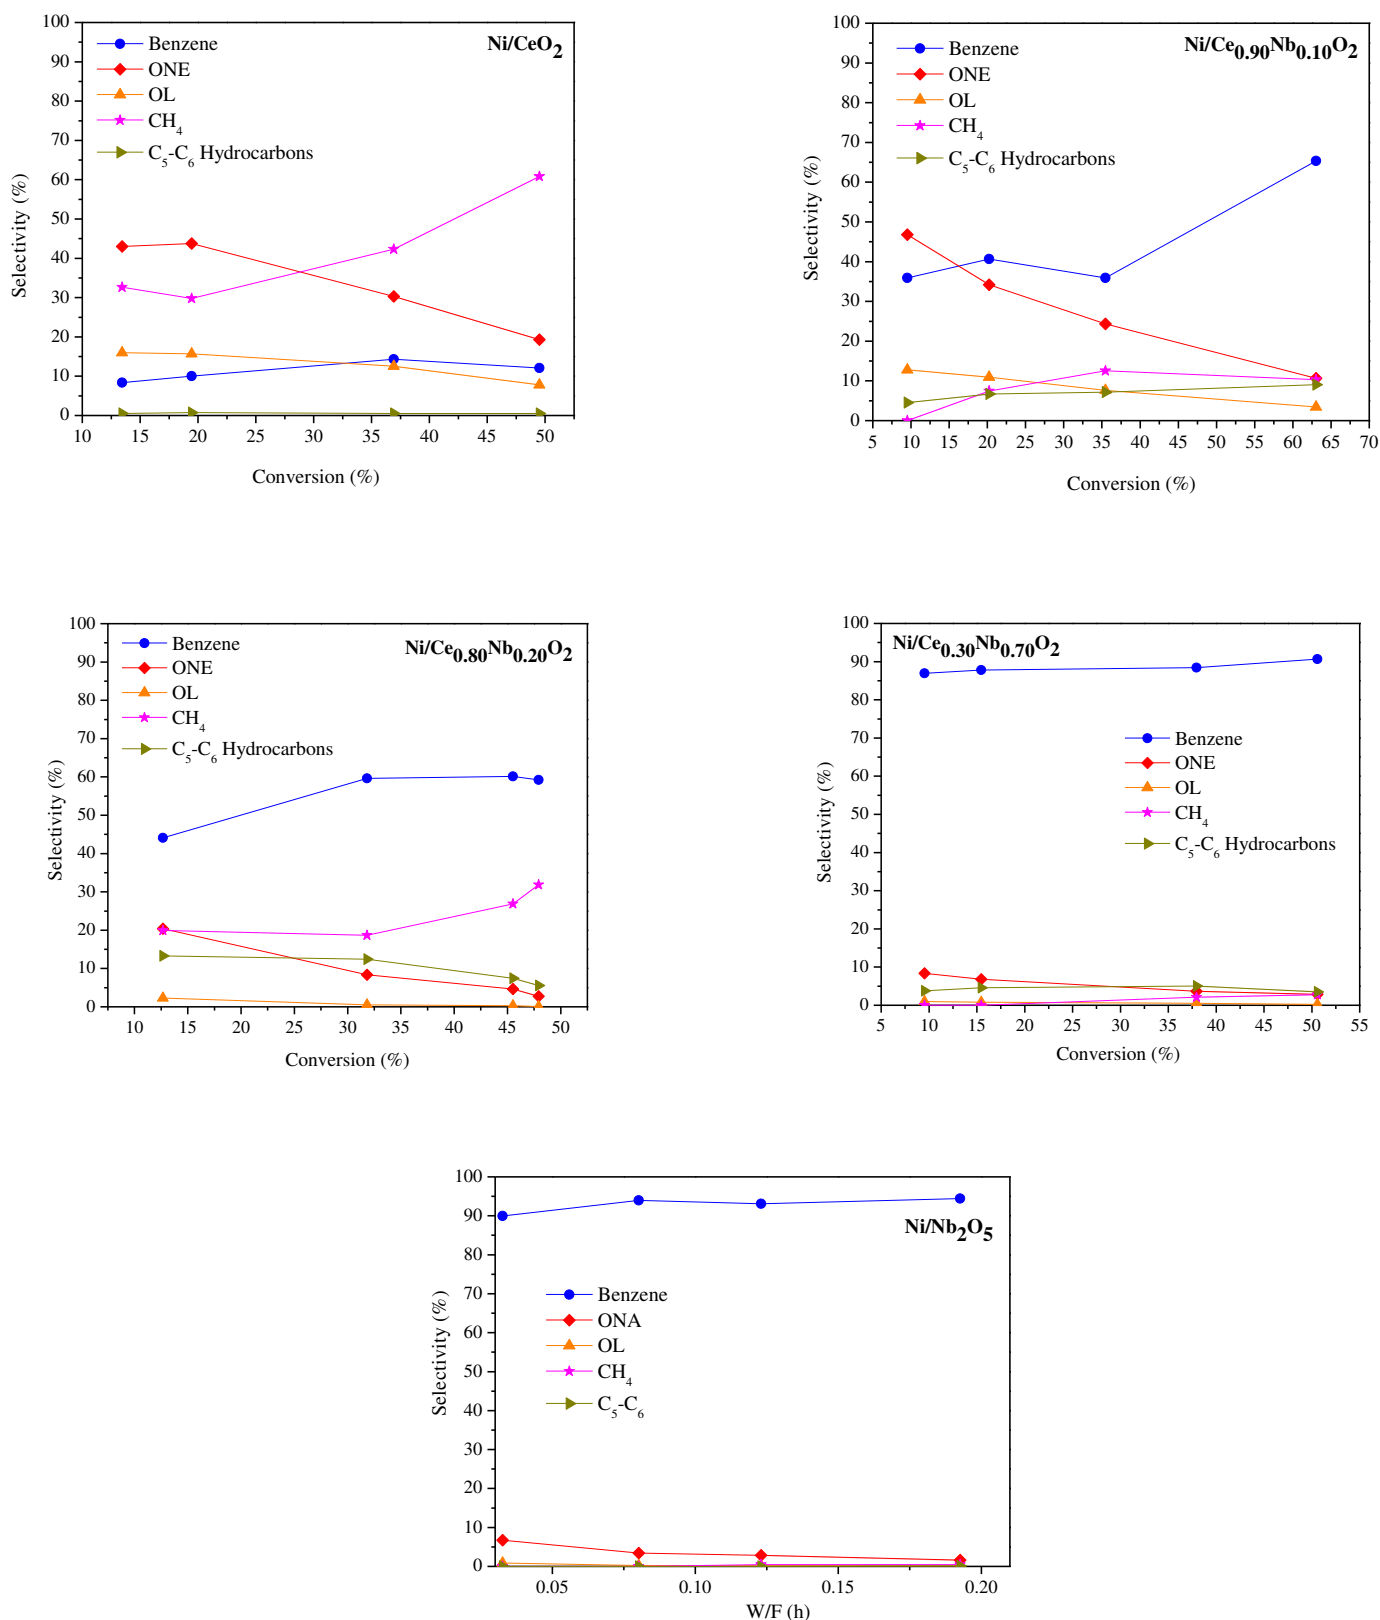 Ni/CeO2
Benzene
ONE
OL
CH4
C5-C6 Hydrocarbons
100
90
80
70
60
50
40
30
20
10
0
10 15 20 25 30 35 40 45 50
Selectivity (%)
Conversion (%)
Ni/Ce0.90Nb0.10O2
Benzene
ONE
OL
CH4
C5-C6 Hydrocarbons
100
90
80
70
60
50
40
30
20
10
0
5 10 15 20 25 30 35 40 45 50 55 60 65 70
Selectivity (%)
Conversion (%)
Ni/Ce0.80Nb0.20O2
Benzene
ONE
OL
CH4
C5-C6 Hydrocarbons
100
90
80
70
60
50
40
30
20
10
0
10 15 20 25 30 35 40 45 50
Selectivity (%)
Conversion (%)
Ni/Ce0.30Nb0.70O2
Benzene
ONE
OL
CH4
C5-C6 Hydrocarbons
100
90
80
70
60
50
40
30
20
10
0
5 10 15 20 25 30 35 40 45 50 55
Selectivity (%)
Conversion (%)
Ni/Nb2O5
Benzene
ONA
OL
CH4
C5-C6
100
90
80
70
60
50
40
30
20
10
0
0.05 0.10 0.15 0.20
Selectivity (%)
W/F (h)